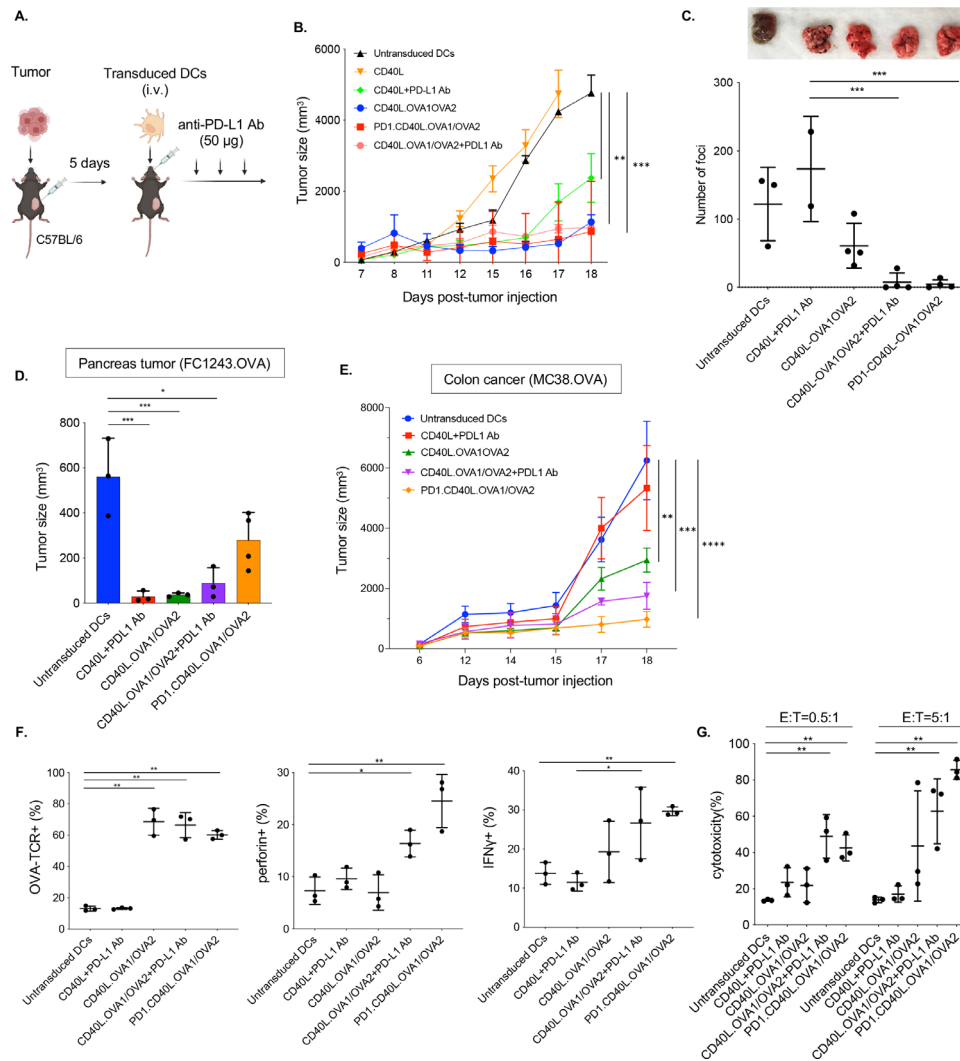 A.
Tumor
Transduced DCs
(i.v.)
anti-PD-L1 Ab
(50 µg)
5 days
C57BL/6
B.
Tumor size (mm³)
6000
4000
2000
0
7
8
11
12
15
16
17
18
Days post-tumor injection
Untransduced DCs
CD40L
CD40L+PD-L1 Ab
CD40L.OVA1OVA2
PD1.CD40L.OVA1/OVA2
CD40L.OVA1/OVA2+PDL1 Ab
**
***
C.
***
***
Number of foci
300
200
100
0
Untransduced DCs
CD40L+PDL1 Ab
CD40L-OVA1OVA2
CD40L-OVA1OVA2+PDL1 Ab
PD1-CD40L-OVA1OVA2
D.
Pancreas tumor (FC1243.OVA)
*
***
***
Tumor size (mm³)
800
600
400
200
0
Untransduced DCs
CD40L+PDL1 Ab
CD40L.OVA1/OVA2
CD40L.OVA1/OVA2+PDL1 Ab
PD1.CD40L.OVA1/OVA2
E.
Colon cancer (MC38.OVA)
Tumor size (mm³)
8000
6000
4000
2000
0
6
12
14
15
17
18
Days post-tumor injection
Untransduced DCs
CD40L+PDL1 Ab
CD40L.OVA1OVA2
CD40L.OVA1/OVA2+PDL1 Ab
PD1.CD40L.OVA1/OVA2
**
***
****
F.
**
**
**
OVA-TCR+ (%)
100
80
60
40
20
0
Untransduced DCs
CD40L+PD-L1 Ab
CD40L.OVA1/OVA2
CD40L.OVA1/OVA2+PD-L1 Ab
PD1.CD40L.OVA1/OVA2
**
*
perforin+ (%)
30
20
10
0
Untransduced DCs
CD40L+PD-L1 Ab
CD40L.OVA1/OVA2
CD40L.OVA1/OVA2+PD-L1 Ab
PD1.CD40L.OVA1/OVA2
**
*
IFNγ+ (%)
40
30
20
10
0
Untransduced DCs
CD40L+PD-L1 Ab
CD40L.OVA1/OVA2
CD40L.OVA1/OVA2+PD-L1 Ab
PD1.CD40L.OVA1/OVA2
G.
E:T=0.5:1
E:T=5:1
**
**
**
**
cytotoxicity(%)
100
80
60
40
20
0
Untransduced DCs
CD40L+PD-L1 Ab
CD40L.OVA1/OVA2
CD40L.OVA1/OVA2+PD-L1 Ab
PD1.CD40L.OVA1/OVA2
Untransduced DCs
CD40L+PD-L1 Ab
CD40L.OVA1/OVA2
CD40L.OVA1/OVA2+PD-L1 Ab
PD1.CD40L.OVA1/OVA2